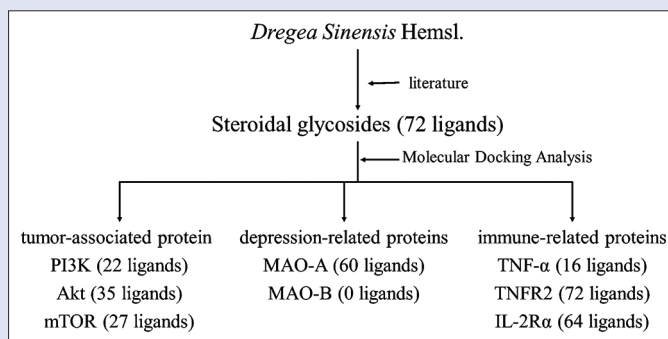 Dregea Sinensis Hemsl.
literature
Steroidal glycosides (72 ligands)
Molecular Docking Analysis
tumor-associated protein
PI3K (22 ligands)
Akt (35 ligands)
mTOR (27 ligands)
depression-related proteins
MAO-A (60 ligands)
MAO-B (0 ligands)
immune-related proteins
TNF-α (16 ligands)
TNFR2 (72 ligands)
IL-2Rα (64 ligands)